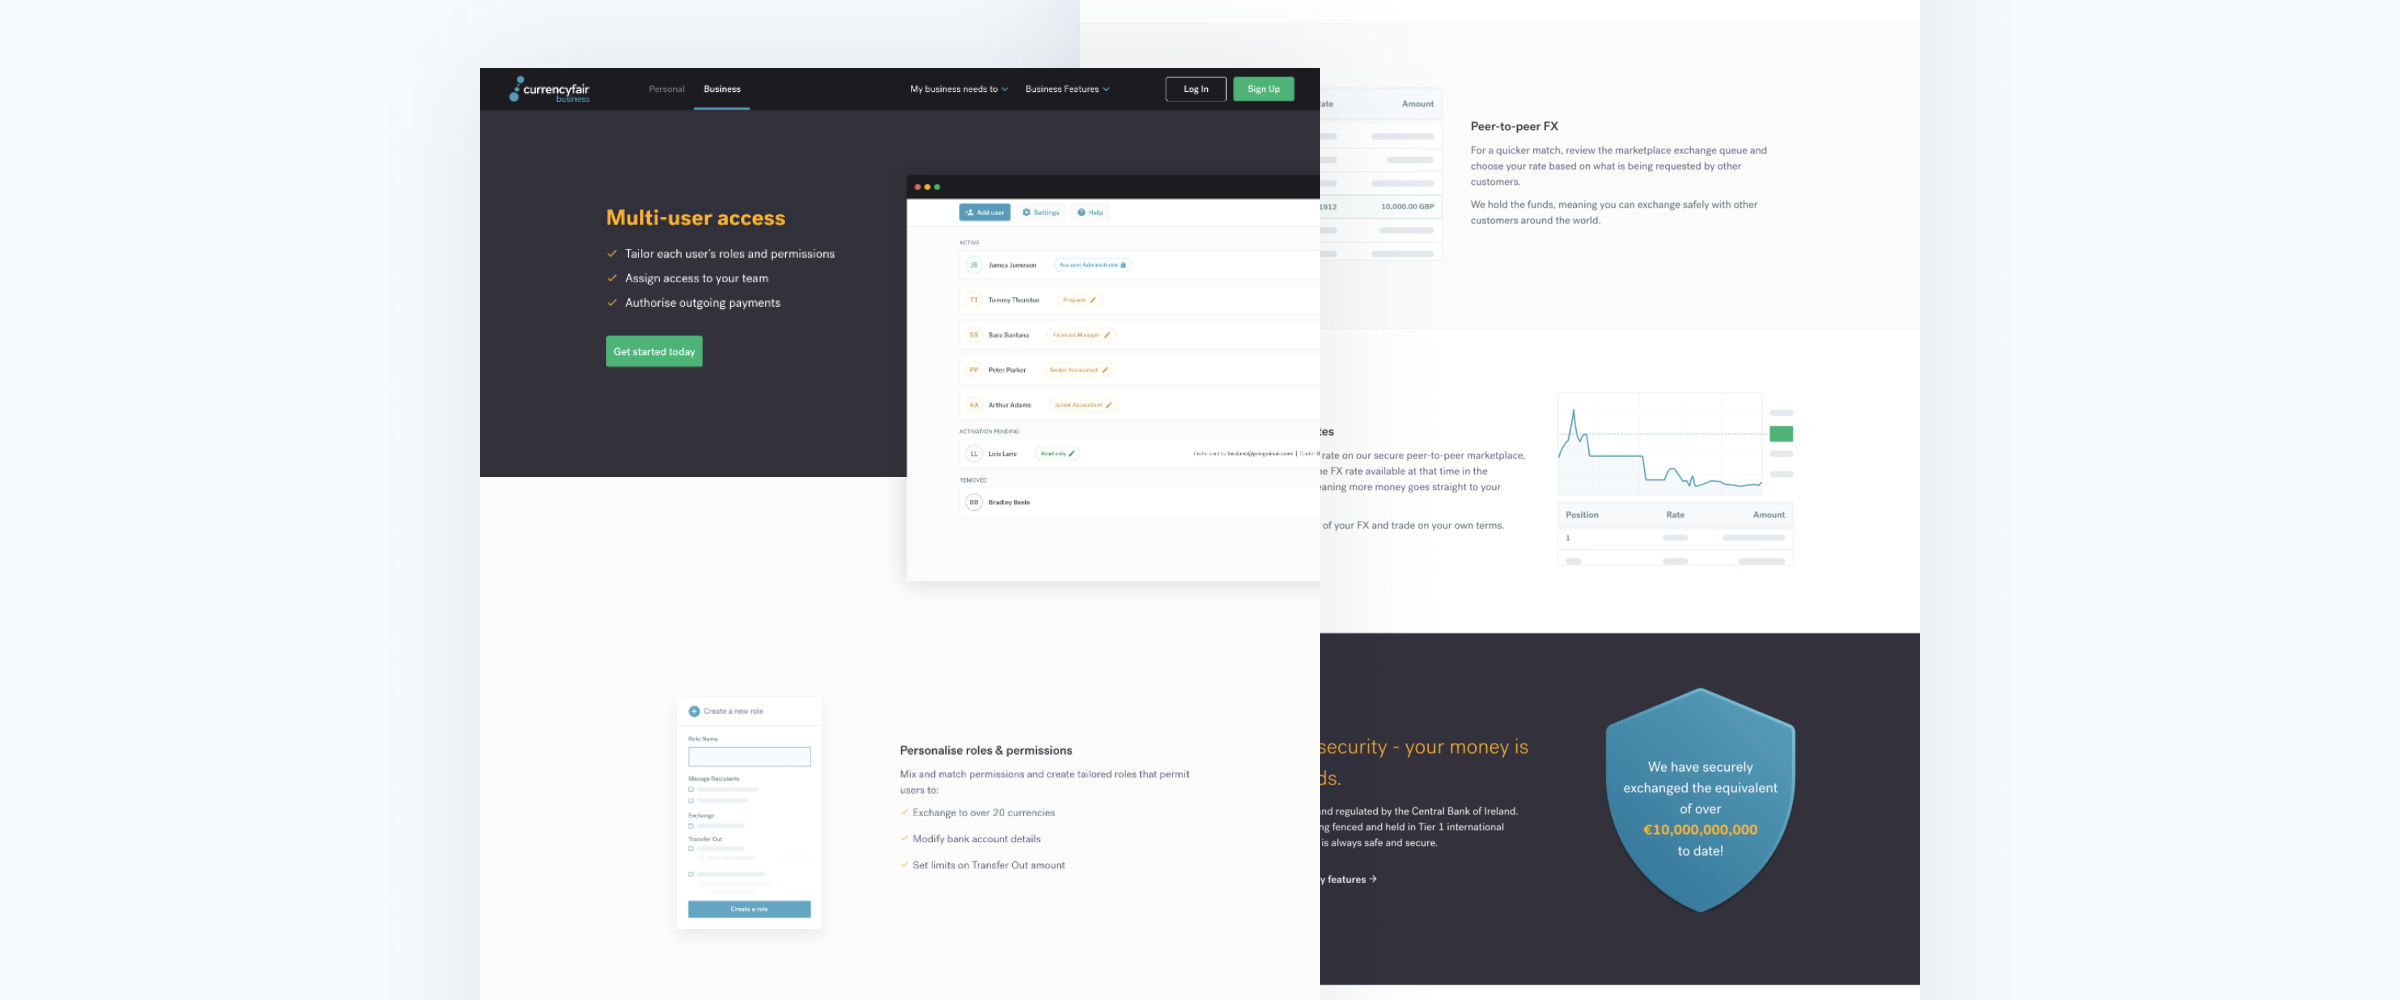 currencyfair
business
Personal
Business
My business needs to
Business Features
Log In
Sign Up
Multi-user access
Tailor each user's roles and permissions
Assign access to your team
Authorise outgoing payments
Get started today
Add user
Settings
Help
ACTIVE
JS James Jameson Account Administrator
TT Tommy Thornton Preparer
SS Sara Santana Financial Manager
PP Peter Parker Senior Accountant
AA Arthur Adams Junior Accountant
ACTIVATION PENDING
LL Lois Lane Read only Invite sent to loislane@penguinair.com | Code:
REMOVED
BB Bradley Beale
Create a new role
Role Name
Manage Recipients
Exchange
Transfer Out
Create a role
Personalise roles & permissions
Mix and match permissions and create tailored roles that permit
users to:
Exchange to over 20 currencies
Modify bank account details
Set limits on Transfer Out amount
ate Amount
1912 10,000.00 GBP
Peer-to-peer FX
For a quicker match, review the marketplace exchange queue and
choose your rate based on what is being requested by other
customers.
We hold the funds, meaning you can exchange safely with other
customers around the world.
tes
rate on our secure peer-to-peer marketplace,
e FX rate available at that time in the
aning more money goes straight to your
of your FX and trade on your own terms.
Position Rate Amount
1
security - your money is
ds.
nd regulated by the Central Bank of Ireland.
ng fenced and held in Tier 1 international
is always safe and secure.
y features
We have securely
exchanged the equivalent
of over
€10,000,000,000
to date!